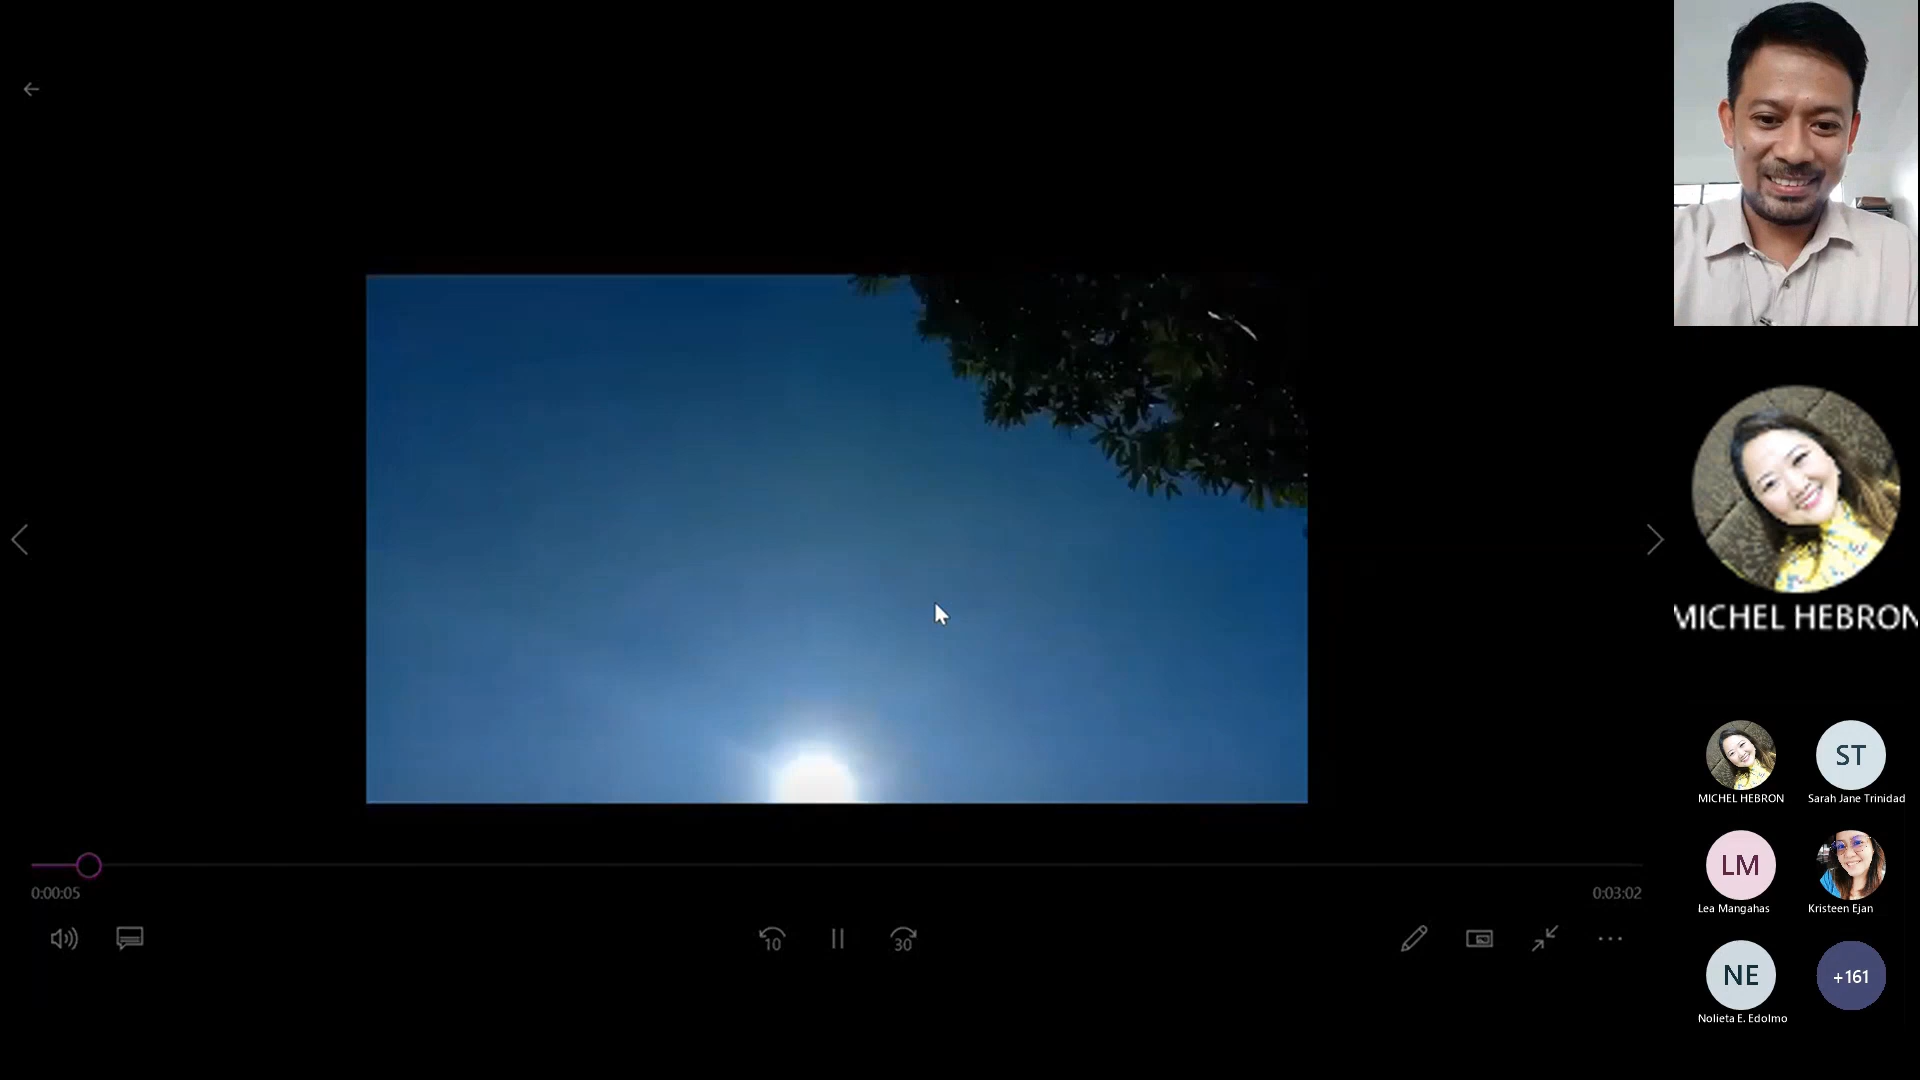 0:00:05
0:03:02
10
30
MICHEL HEBRON
MICHEL HEBRON
ST
Sarah Jane Trinidad
LM
Lea Mangahas
Kristeen Ejan
NE
Nolieta E. Edolmo
+161